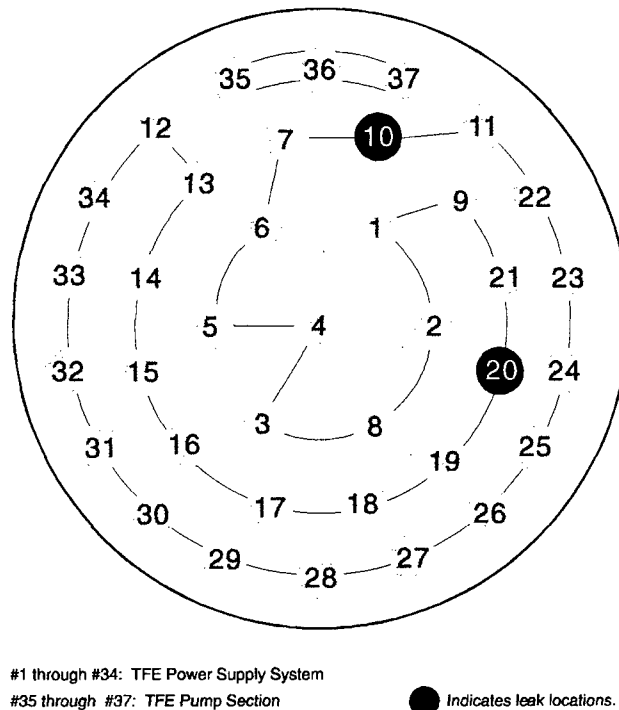 35 36 37
12 7 10 11
13
34 9 22
6 1
33 14 21 23
5 4 2
32 15 20 24
3 8
31 16 19 25
17 18
30 26
29 28 27
#1 through #34: TFE Power Supply System
#35 through #37: TFE Pump Section
Indicates leak locations.